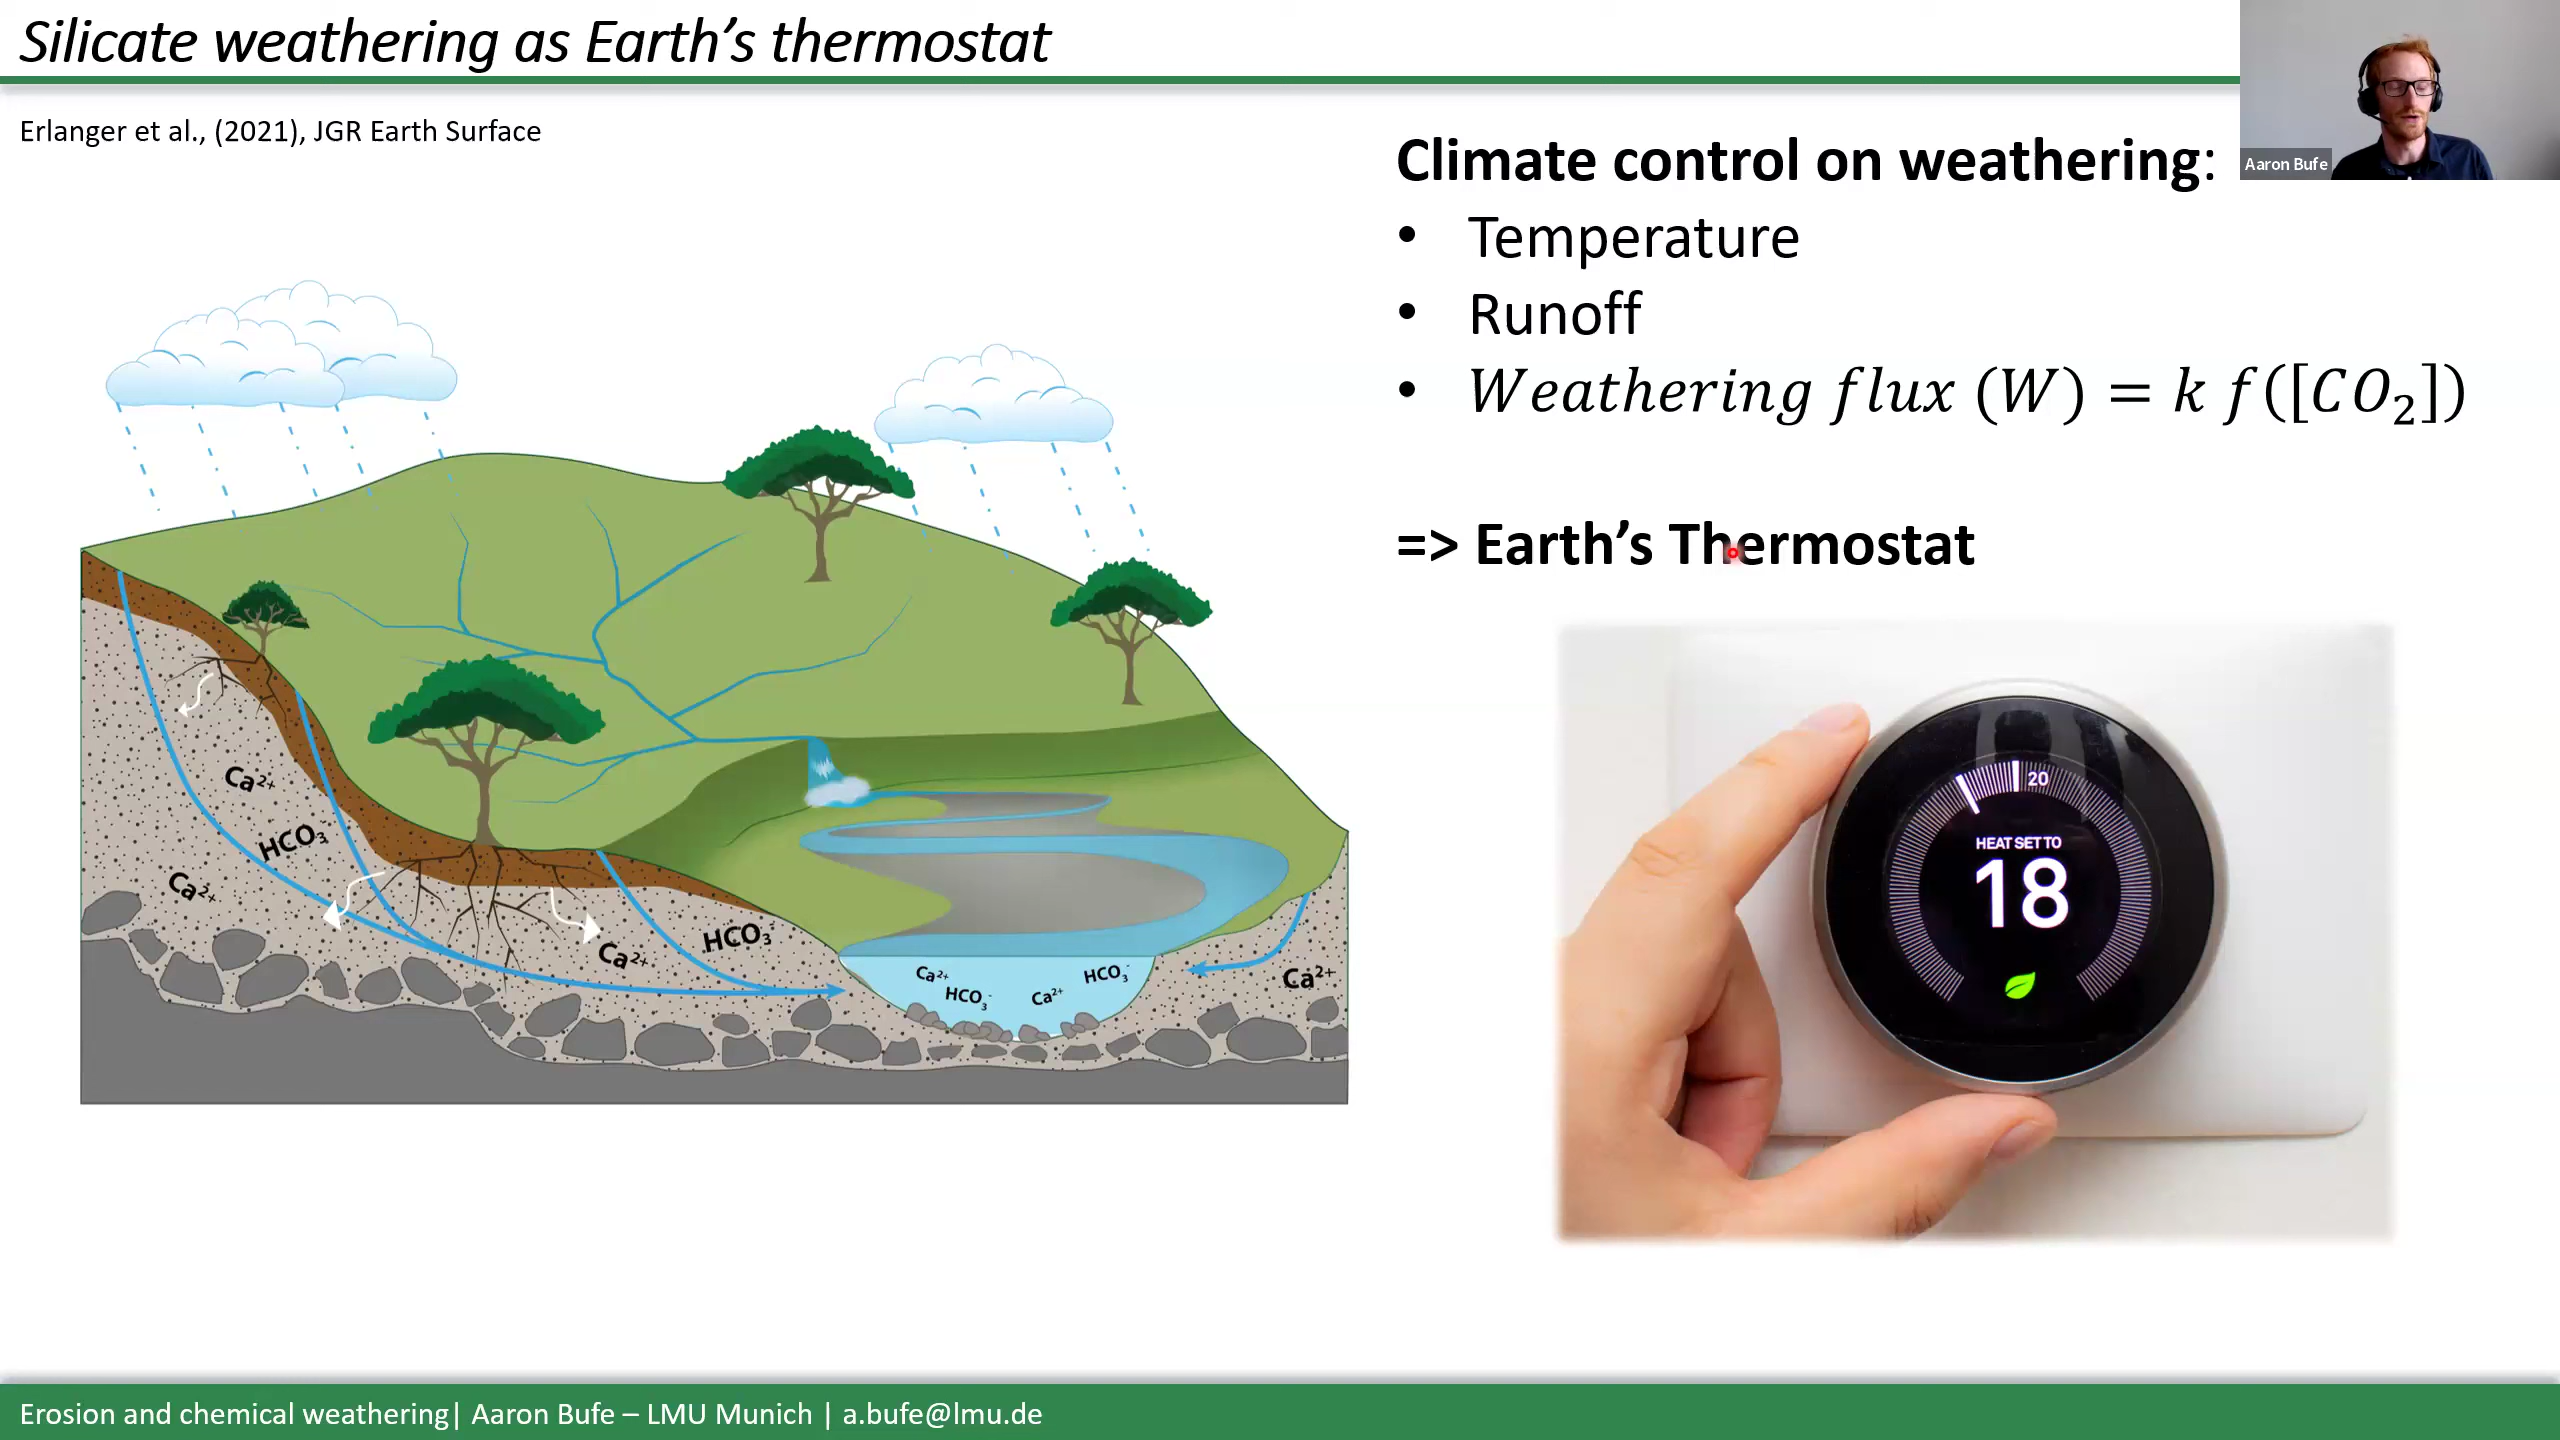 Silicate weathering as Earth's thermostat
Aaron Bufe
Erlanger et al., (2021), JGR Earth Surface
Climate control on weathering:
• Temperature
• Runoff
• Weathering flux (W) = k f([CO₂])
=> Earth's Thermostat
Ca²⁺
HCO₃⁻
Ca²⁺
HCO₃⁻
Ca²⁺
Ca²⁺
HCO₃⁻
Ca²⁺
HCO₃⁻
Ca²⁺
20
HEAT SET TO
18
Erosion and chemical weathering| Aaron Bufe – LMU Munich | a.bufe@lmu.de